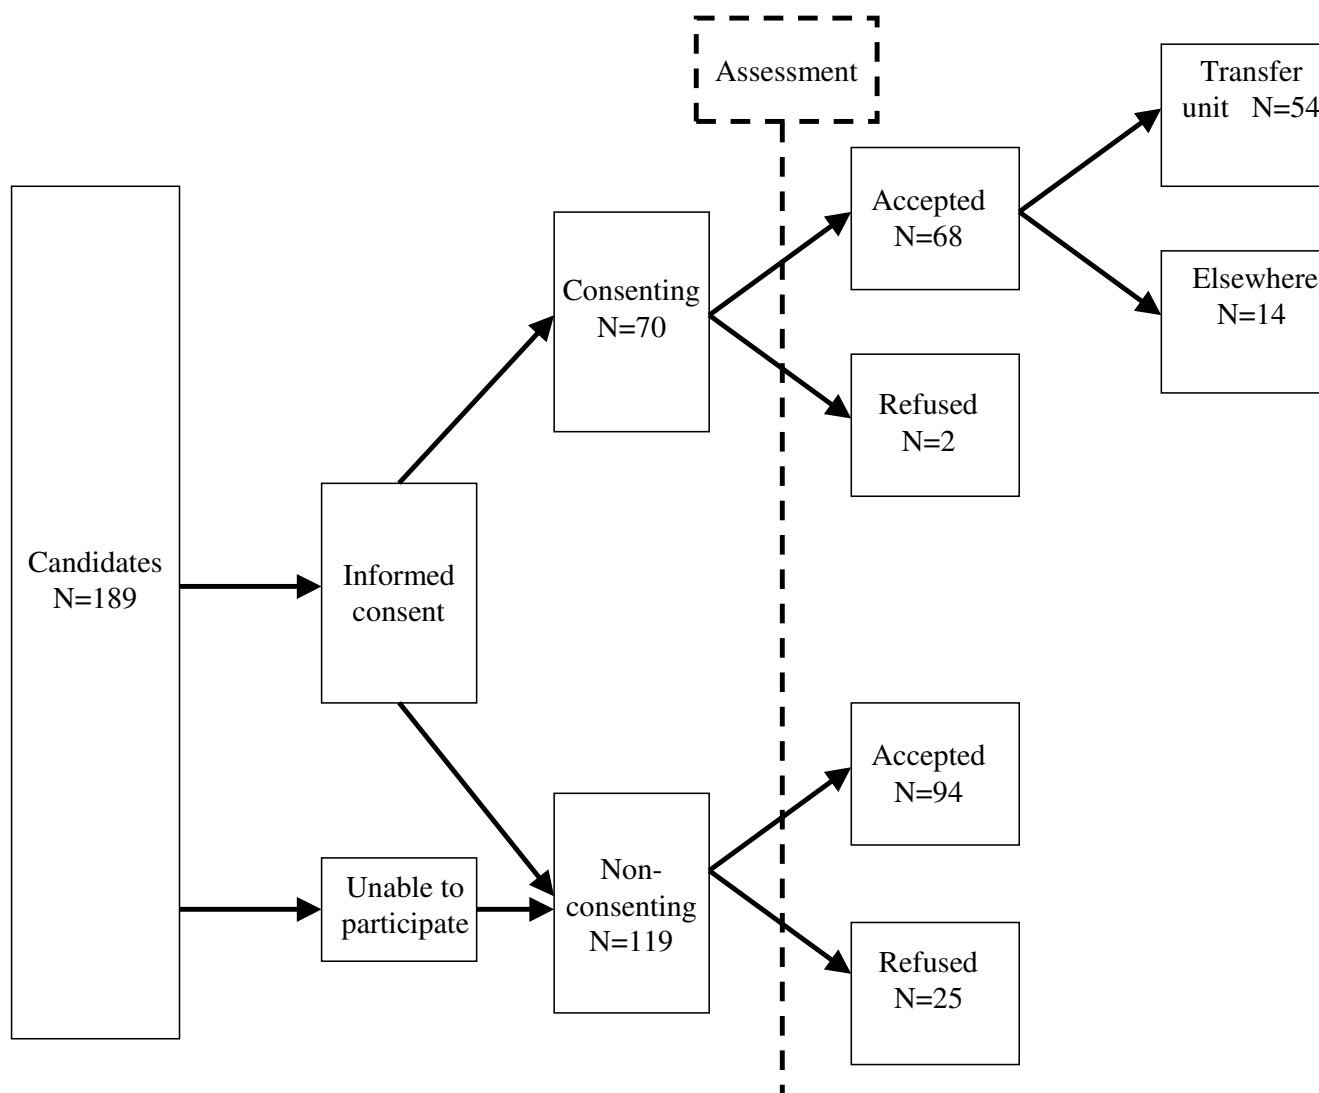 Assessment
Transfer
unit N=54
Accepted
N=68
Elsewhere
N=14
Consenting
N=70
Refused
N=2
Candidates
N=189
Informed
consent
Accepted
N=94
Unable to
participate
Non-
consenting
N=119
Refused
N=25